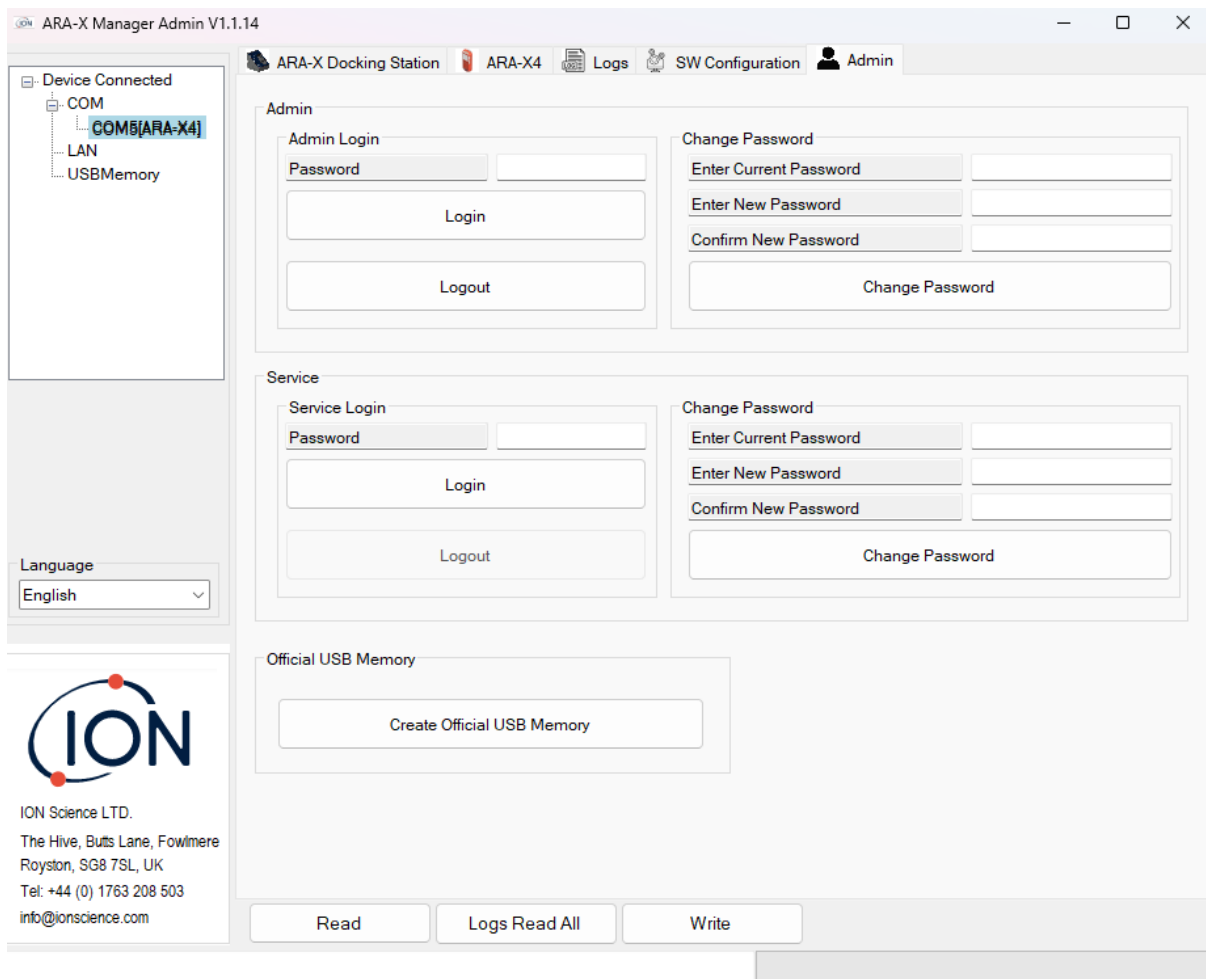 ION ARA-X Manager Admin V1.1.14
Device Connected
COM
COM5[ARA-X4]
LAN
USBMemory
Language
English
ION
ION Science LTD.
The Hive, Butts Lane, Fowlmere
Royston, SG8 7SL, UK
Tel: +44 (0) 1763 208 503
info@ionscience.com
ARA-X Docking Station ARA-X4 Logs SW Configuration Admin
Admin
Admin Login
Password
Login
Logout
Change Password
Enter Current Password
Enter New Password
Confirm New Password
Change Password
Service
Service Login
Password
Login
Logout
Change Password
Enter Current Password
Enter New Password
Confirm New Password
Change Password
Official USB Memory
Create Official USB Memory
Read Logs Read All Write